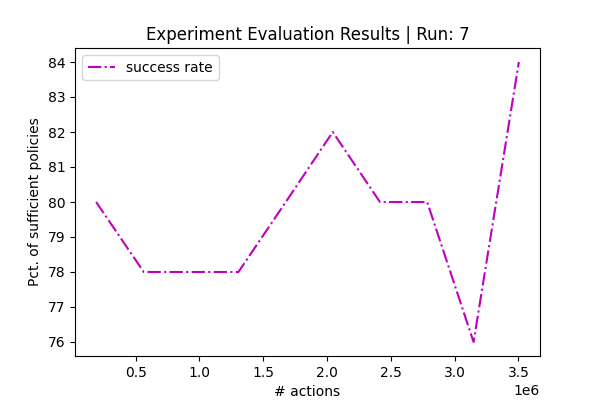 Experiment Evaluation Results | Run: 7
success rate
Pct. of sufficient policies
84
83
82
81
80
79
78
77
76
0.5 1.0 1.5 2.0 2.5 3.0 3.5
1e6
# actions